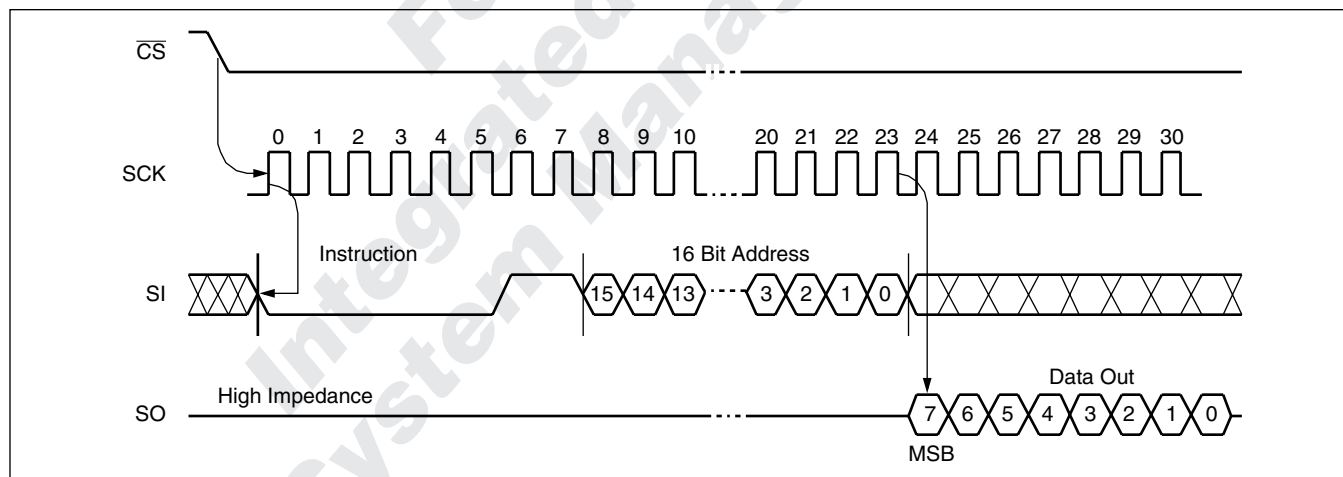 CS
0 1 2 3 4 5 6 7 8 9 10 20 21 22 23 24 25 26 27 28 29 30
SCK
Instruction 16 Bit Address
SI 15 14 13 3 2 1 0
High Impedance Data Out
SO 7 6 5 4 3 2 1 0
MSB
Integrated
System